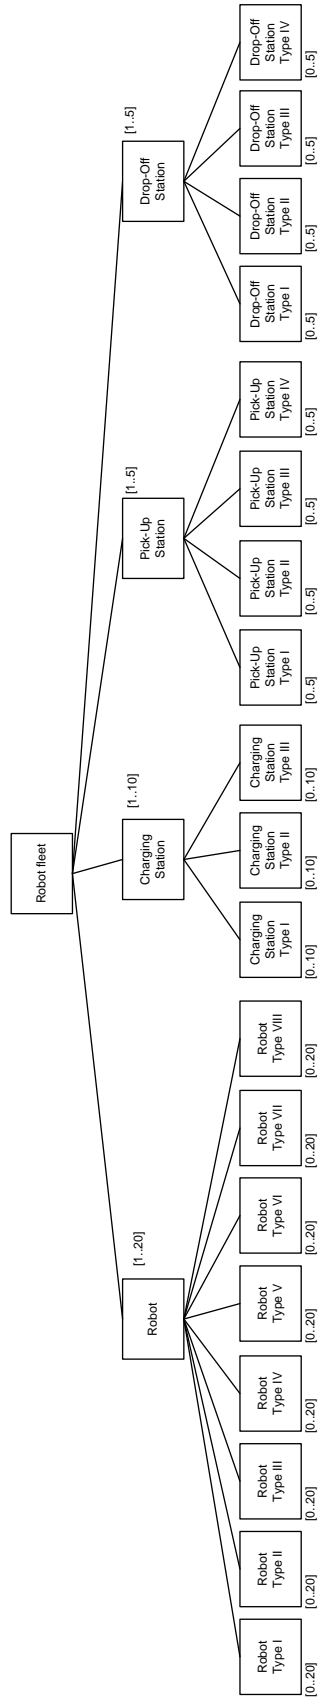 Robot fleet
Robot
[1..20]
Charging
Station
[1..10]
Pick-Up
Station
[1..5]
Drop-Off
Station
[1..5]
Robot
Type I
[0..20]
Robot
Type II
[0..20]
Robot
Type III
[0..20]
Robot
Type IV
[0..20]
Robot
Type V
[0..20]
Robot
Type VI
[0..20]
Robot
Type VII
[0..20]
Robot
Type VIII
[0..20]
Charging
Station
Type I
[0..10]
Charging
Station
Type II
[0..10]
Charging
Station
Type III
[0..10]
Pick-Up
Station
Type I
[0..5]
Pick-Up
Station
Type II
[0..5]
Pick-Up
Station
Type III
[0..5]
Pick-Up
Station
Type IV
[0..5]
Drop-Off
Station
Type I
[0..5]
Drop-Off
Station
Type II
[0..5]
Drop-Off
Station
Type III
[0..5]
Drop-Off
Station
Type IV
[0..5]